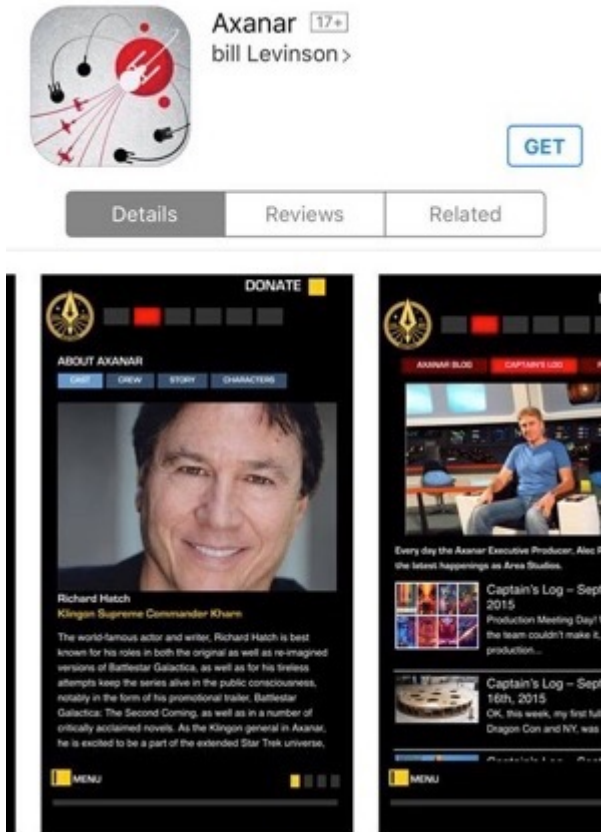 Axanar 17+
bill Levinson >
GET
Details Reviews Related
DONATE
ABOUT AXANAR
CAST CREW STORY CHARACTERS
Richard Hatch
Klingon Supreme Commander Kharn
The world-famous actor and writer, Richard Hatch is best
known for his roles in both the original as well as re-imagined
versions of Battlestar Galactica, as well as for his tireless
attempts keep the series alive in the public consciousness,
notably in the form of his promotional trailer, Battlestar
Galactica: The Second Coming, as well as in a number of
critically acclaimed novels. As the Klingon general in Axanar,
he is excited to be a part of the extended Star Trek universe,
MENU
AXANAR BLOG CAPTAIN'S LOG
Every day the Axanar Executive Producer, Alec
the latest happenings as Area Studios.
Captain's Log – Sept
2015
Production Meeting Day!
the team couldn't make it,
production...
Captain's Log – Sept
16th, 2015
OK, this week, my first full
Dragon Con and NY, was
MENU